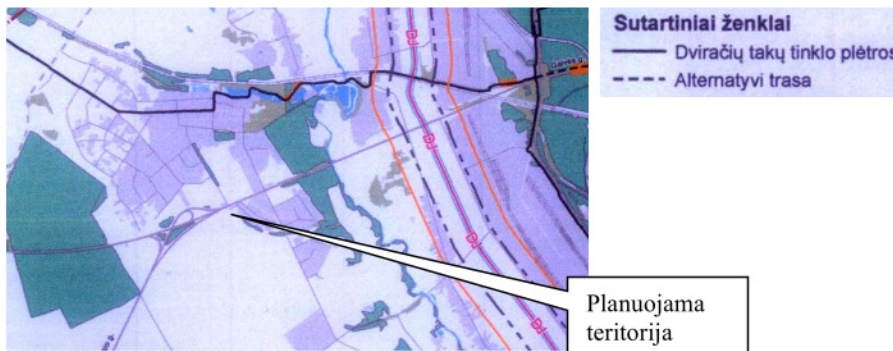 Sutartiniai ženklai
Dviračių takų tinklo plėtros
Alternatyvi trasa
Planuojama
teritorija